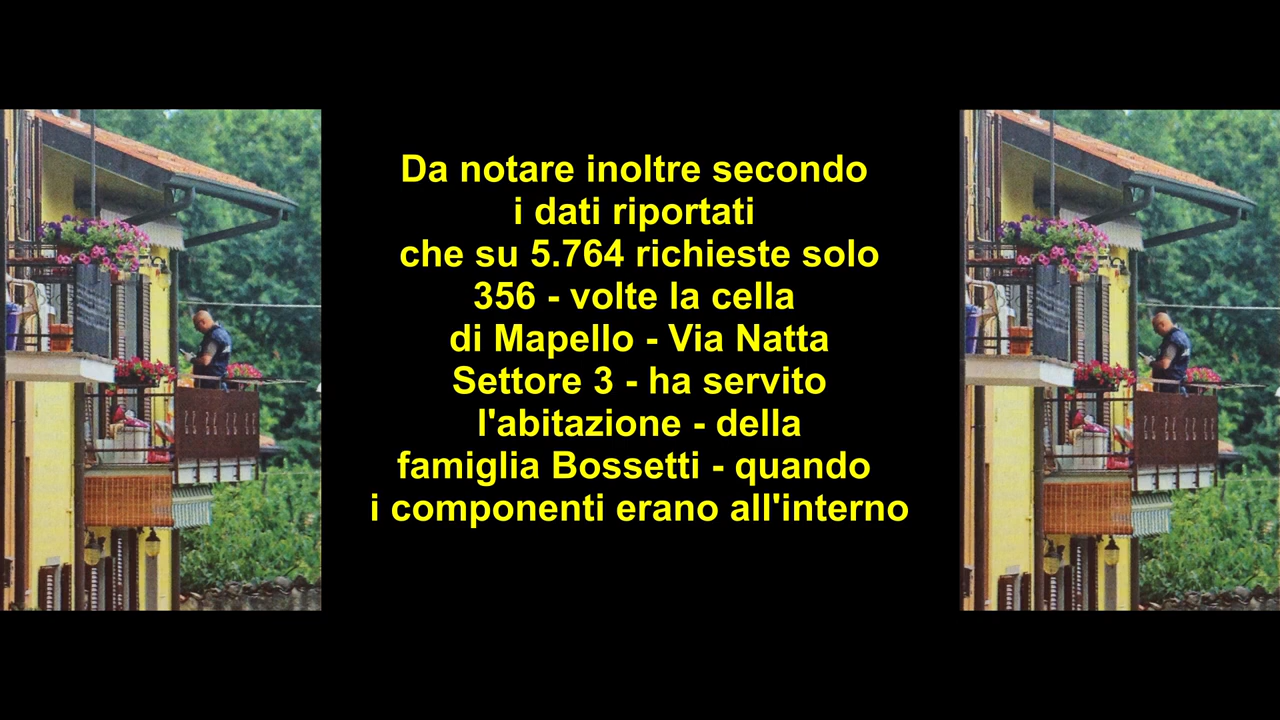 Da notare inoltre secondo
i dati riportati
che su 5.764 richieste solo
356 - volte la cella
di Mapello - Via Natta
Settore 3 - ha servito
l'abitazione - della
famiglia Bossetti - quando
i componenti erano all'interno